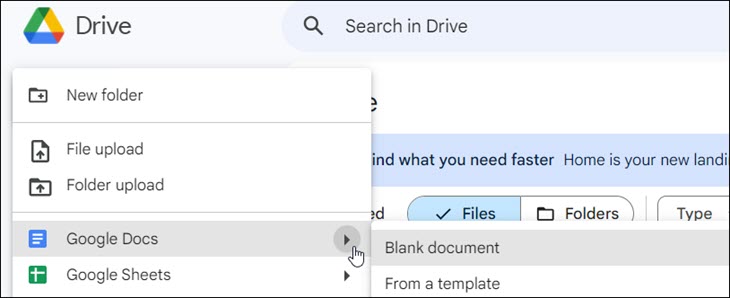 Drive
Search in Drive
New folder
File upload
Folder upload
Google Docs
Google Sheets
ind what you need faster Home is your new landin
Files
Folders
Type
Blank document
From a template